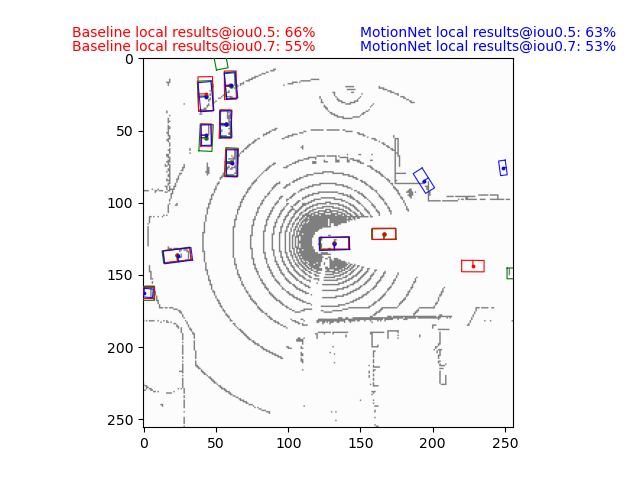 Baseline local results@iou0.5: 66% MotionNet local results@iou0.5: 63%
Baseline local results@iou0.7: 55% MotionNet local results@iou0.7: 53%
0
50
100
150
200
250
0 50 100 150 200 250